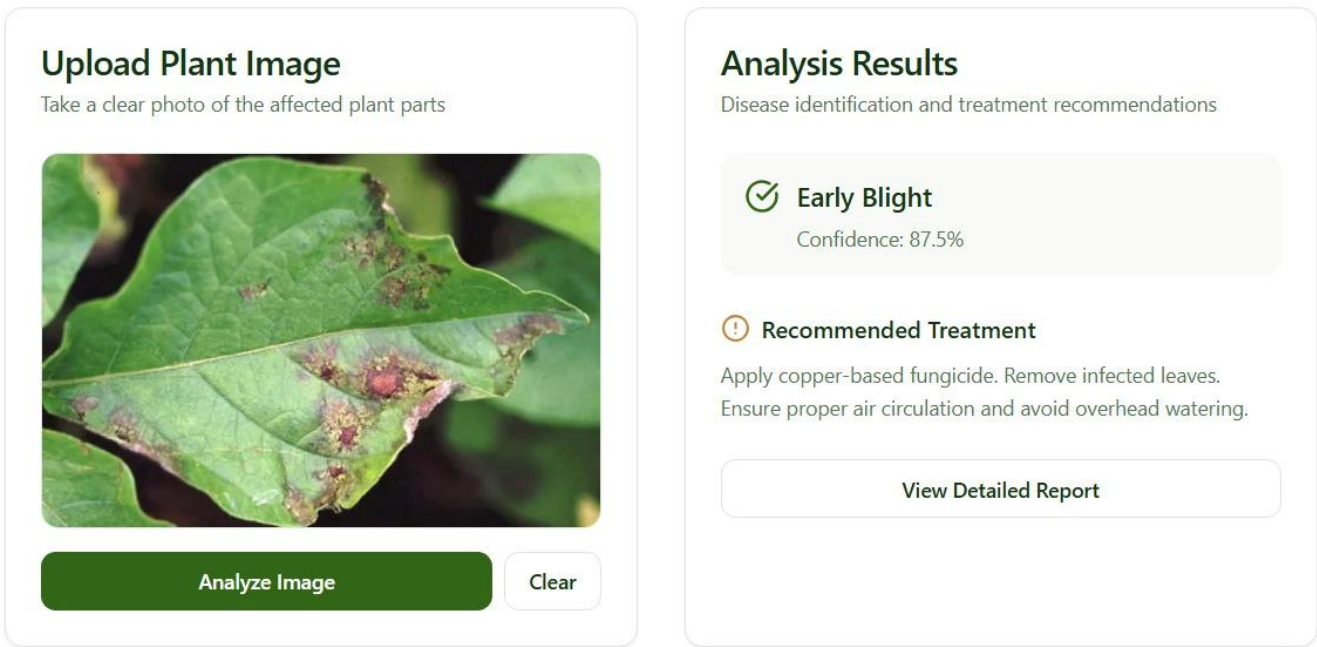 Upload Plant Image
Take a clear photo of the affected plant parts
Analyze Image
Clear
Analysis Results
Disease identification and treatment recommendations
Early Blight
Confidence: 87.5%
Recommended Treatment
Apply copper-based fungicide. Remove infected leaves.
Ensure proper air circulation and avoid overhead watering.
View Detailed Report